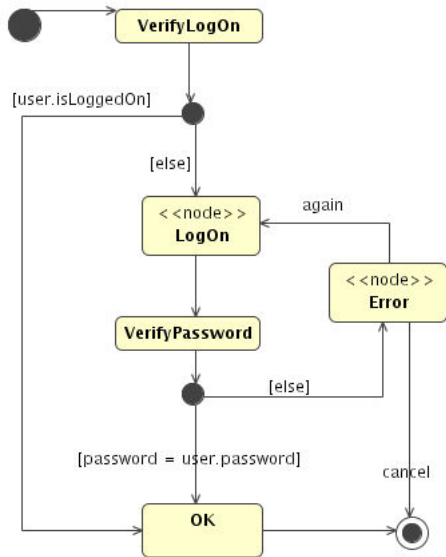 VerifyLogOn
[user.isLoggedOn]
[else]
again
<<node>>
LogOn
<<node>>
Error
VerifyPassword
[else]
[password = user.password]
cancel
OK